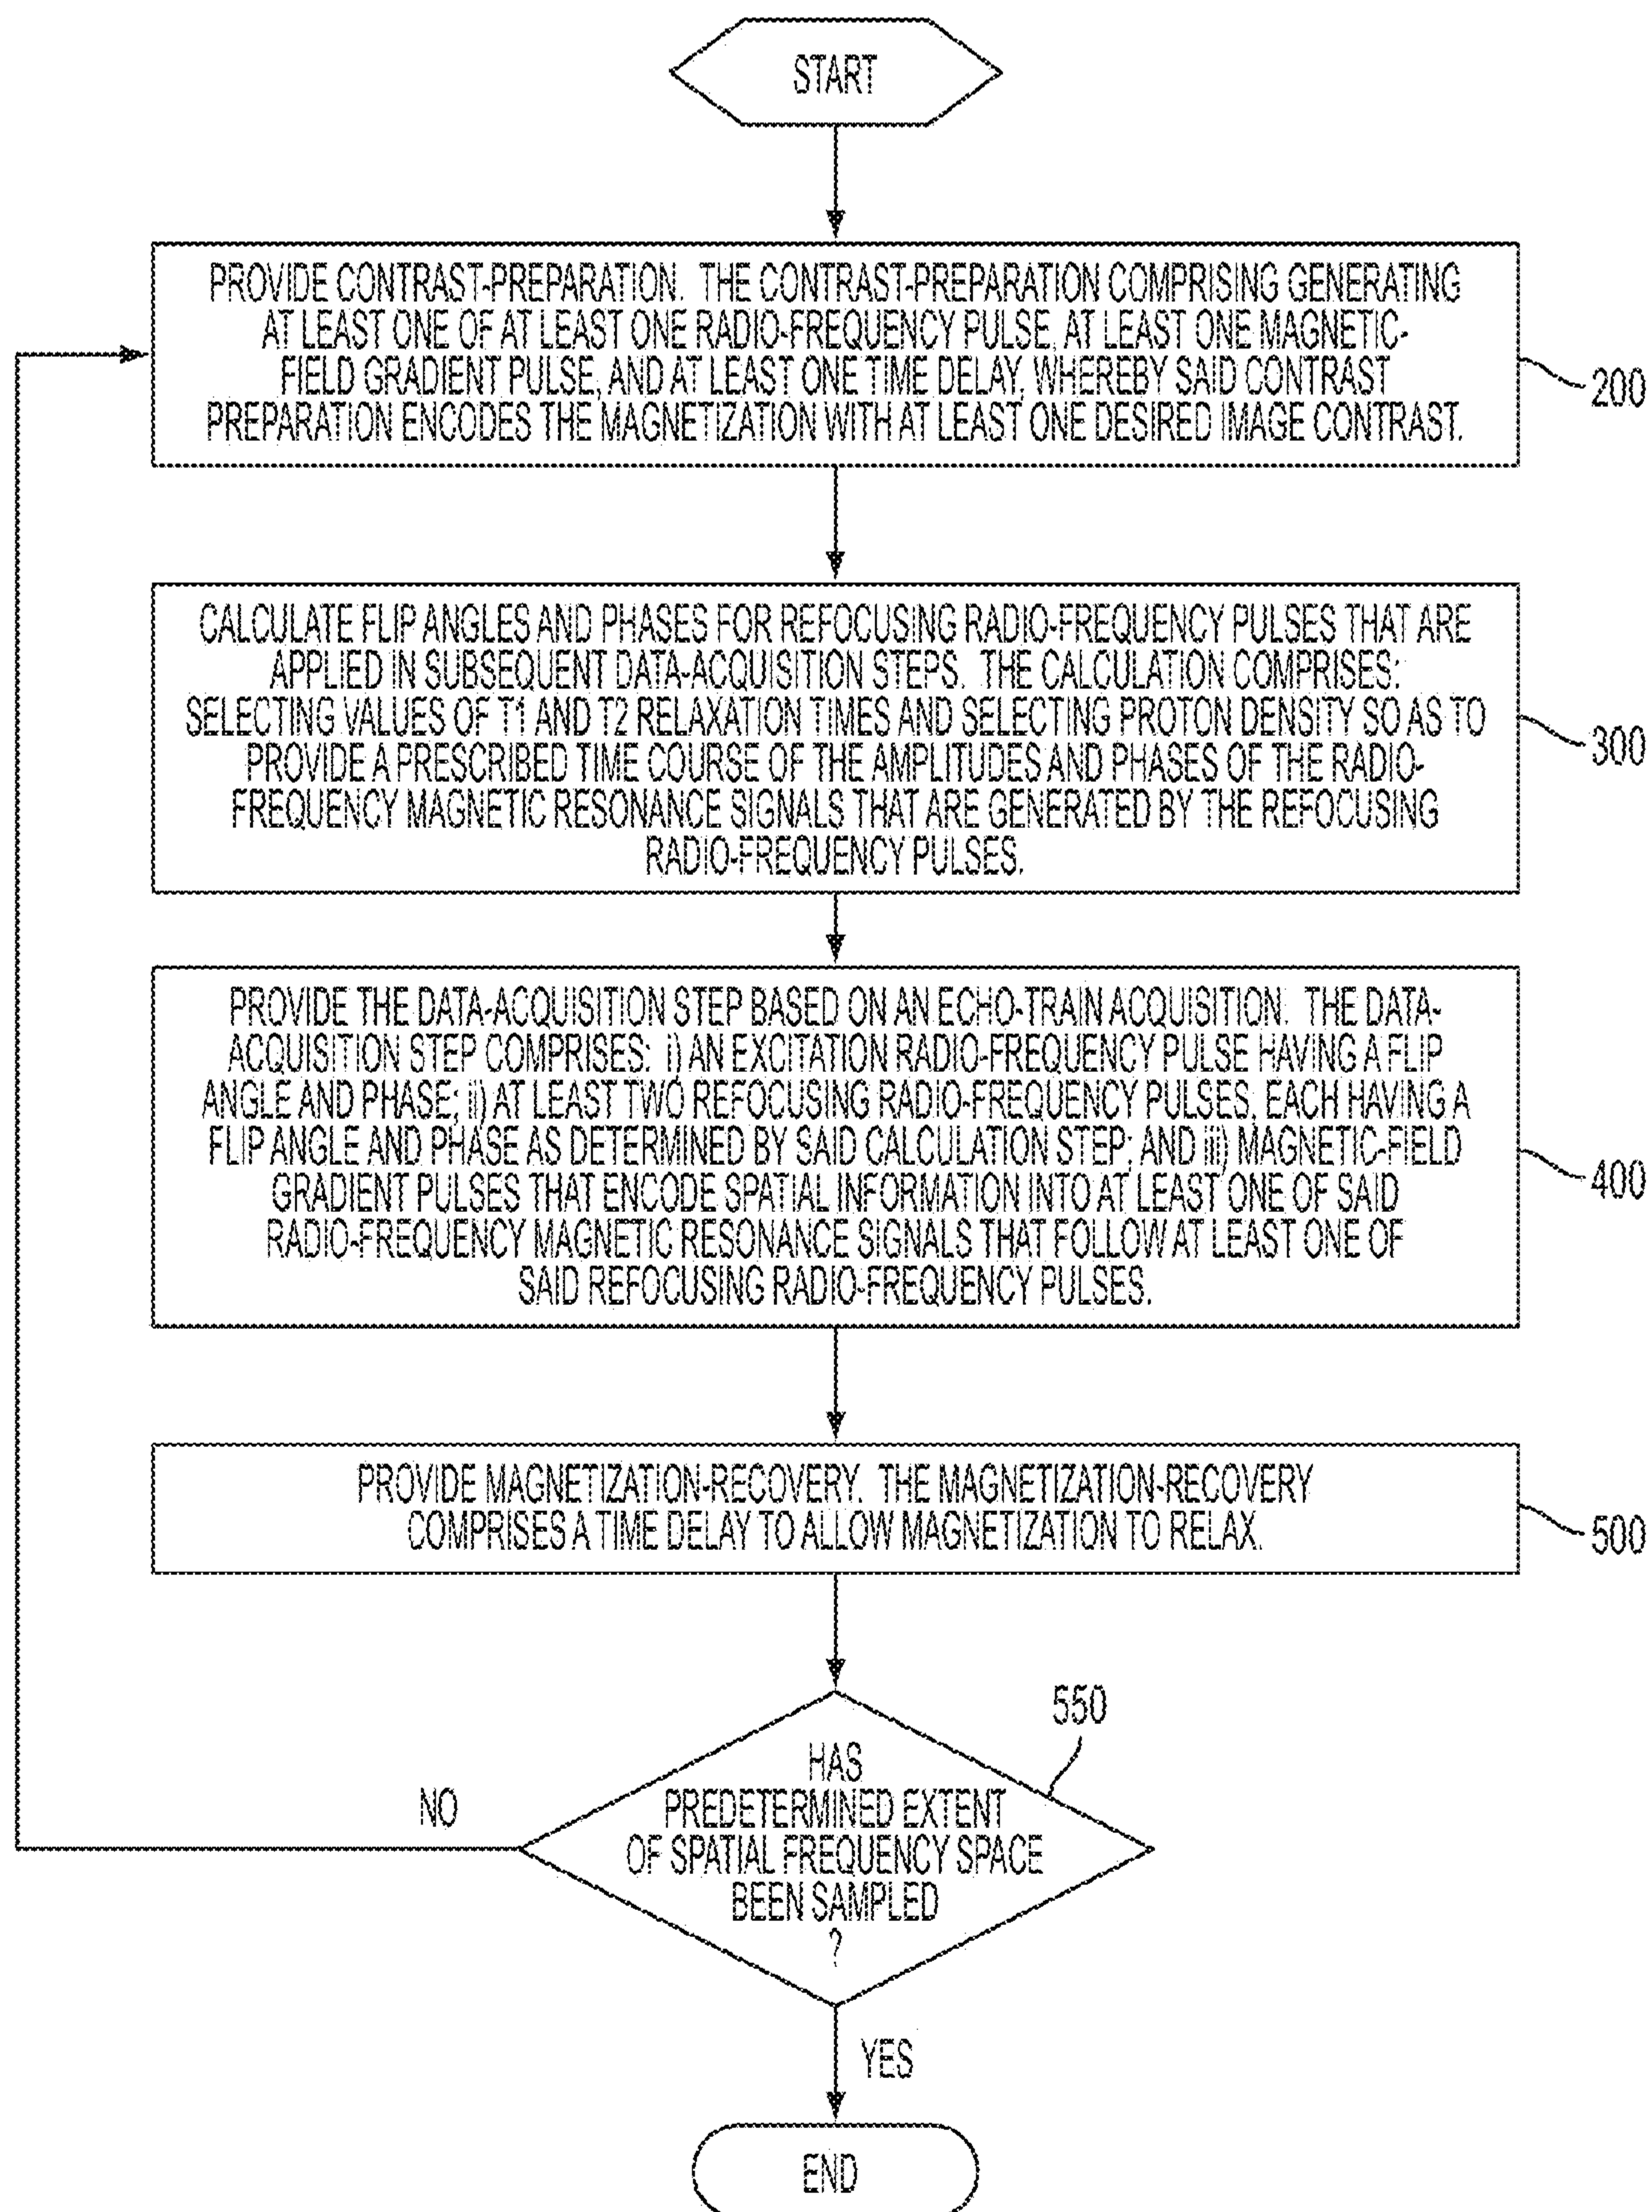 START
PROVIDE CONTRAST-PREPARATION. THE CONTRAST-PREPARATION COMPRISING GENERATING
AT LEAST ONE OF AT LEAST ONE RADIO-FREQUENCY PULSE, AT LEAST ONE MAGNETIC-
FIELD GRADIENT PULSE, AND AT LEAST ONE TIME DELAY, WHEREBY SAID CONTRAST
PREPARATION ENCODES THE MAGNETIZATION WITH AT LEAST ONE DESIRED IMAGE CONTRAST.
200
CALCULATE FLIP ANGLES AND PHASES FOR REFOCUSING RADIO-FREQUENCY PULSES THAT ARE
APPLIED IN SUBSEQUENT DATA-ACQUISITION STEPS. THE CALCULATION COMPRISES:
SELECTING VALUES OF T1 AND T2 RELAXATION TIMES AND SELECTING PROTON DENSITY SO AS TO
PROVIDE A PRESCRIBED TIME COURSE OF THE AMPLITUDES AND PHASES OF THE RADIO-
FREQUENCY MAGNETIC RESONANCE SIGNALS THAT ARE GENERATED BY THE REFOCUSING
RADIO-FREQUENCY PULSES.
300
PROVIDE THE DATA-ACQUISITION STEP BASED ON AN ECHO-TRAIN ACQUISITION. THE DATA-
ACQUISITION STEP COMPRISES: i) AN EXCITATION RADIO-FREQUENCY PULSE HAVING A FLIP
ANGLE AND PHASE; ii) AT LEAST TWO REFOCUSING RADIO-FREQUENCY PULSES, EACH HAVING A
FLIP ANGLE AND PHASE AS DETERMINED BY SAID CALCULATION STEP; AND iii) MAGNETIC-FIELD
GRADIENT PULSES THAT ENCODE SPATIAL INFORMATION INTO AT LEAST ONE OF SAID
RADIO-FREQUENCY MAGNETIC RESONANCE SIGNALS THAT FOLLOW AT LEAST ONE OF
SAID REFOCUSING RADIO-FREQUENCY PULSES.
400
PROVIDE MAGNETIZATION-RECOVERY. THE MAGNETIZATION-RECOVERY
COMPRISES A TIME DELAY TO ALLOW MAGNETIZATION TO RELAX.
500
550
HAS
PREDETERMINED EXTENT
OF SPATIAL FREQUENCY SPACE
BEEN SAMPLED
?
NO
YES
END